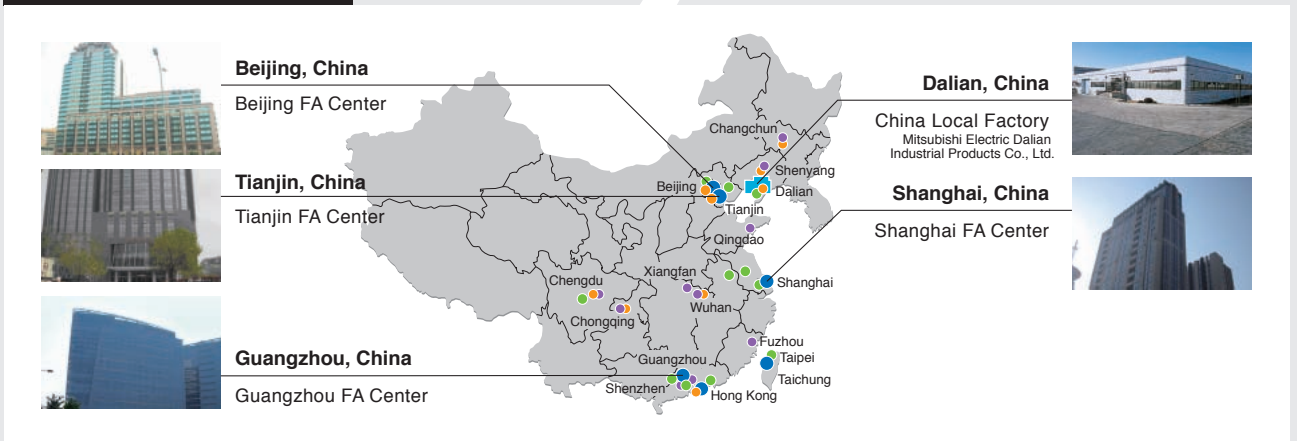 Beijing, China
Beijing FA Center
Tianjin, China
Tianjin FA Center
Guangzhou, China
Guangzhou FA Center
Changchun
Shenyang
Beijing
Dalian
Tianjin
Qingdao
Xiangfan
Chengdu
Shanghai
Wuhan
Chongqing
Fuzhou
Guangzhou
Taipei
Taichung
Shenzhen
Hong Kong
Dalian, China
China Local Factory
Mitsubishi Electric Dalian
Industrial Products Co., Ltd.
Shanghai, China
Shanghai FA Center